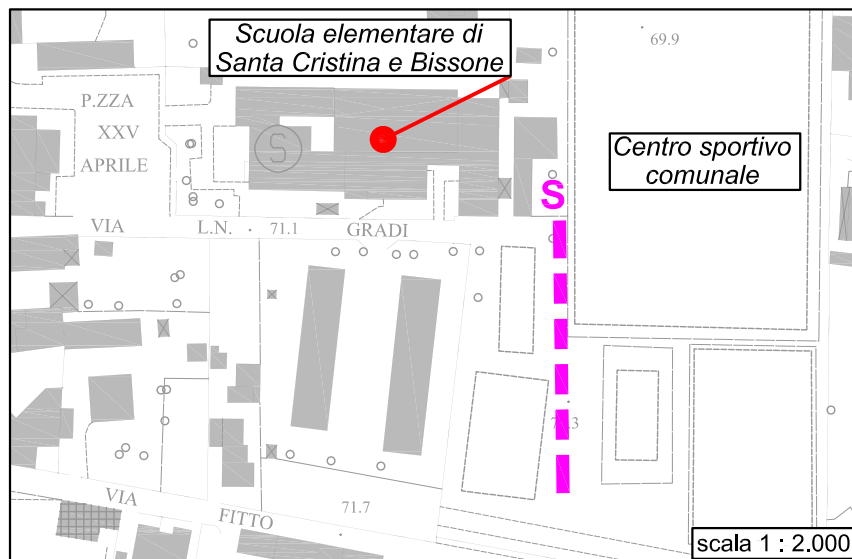 Scuola elementare di
Santa Cristina e Bissone
69.9
P.ZZA
XXV
APRILE
S
Centro sportivo
comunale
S
VIA L.N. 71.1 GRADI
VIA FITTO
71.7
scala 1 : 2.000